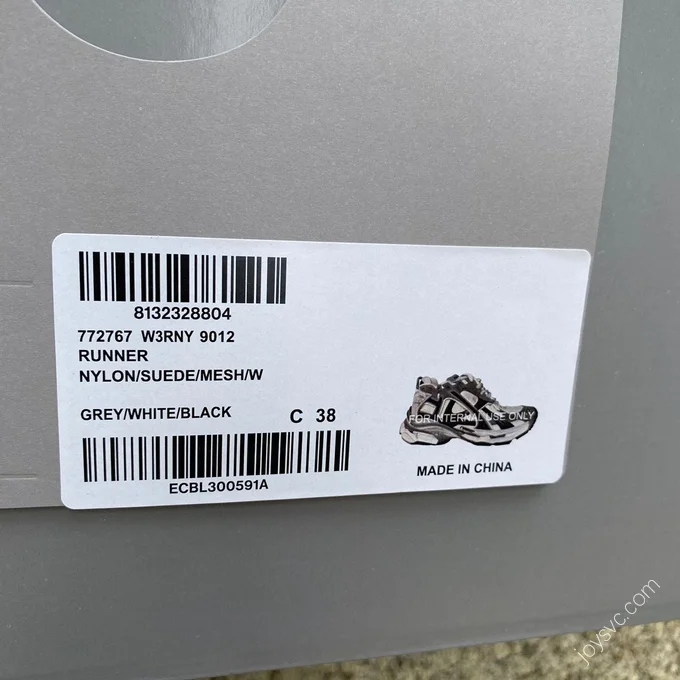 8132328804
772767 W3RNY 9012
RUNNER
NYLON/SUEDE/MESH/W
GREY/WHITE/BLACK C 38
FOR INTERNAL USE ONLY
MADE IN CHINA
ECBL300591A
joysvc.com